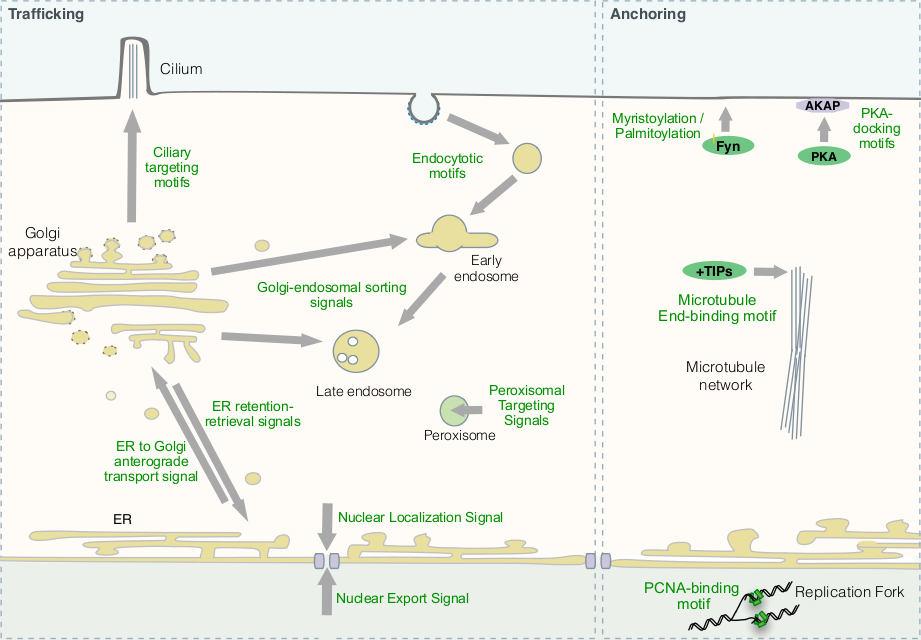 Trafficking
Cilium
Ciliary
targeting
motifs
Endocytotic
motifs
Golgi
apparatus
Early
endosome
Golgi-endosomal sorting
signals
Late endosome
Peroxisomal
Targeting
Signals
Peroxisome
ER retention-
retrieval signals
ER to Golgi
anterograde
transport signal
ER
Nuclear Localization Signal
Nuclear Export Signal
Anchoring
Myristoylation /
Palmitoylation
Fyn
AKAP
PKA
PKA-
docking
motifs
+TIPs
Microtubule
End-binding motif
Microtubule
network
PCNA-binding
motif
Replication Fork